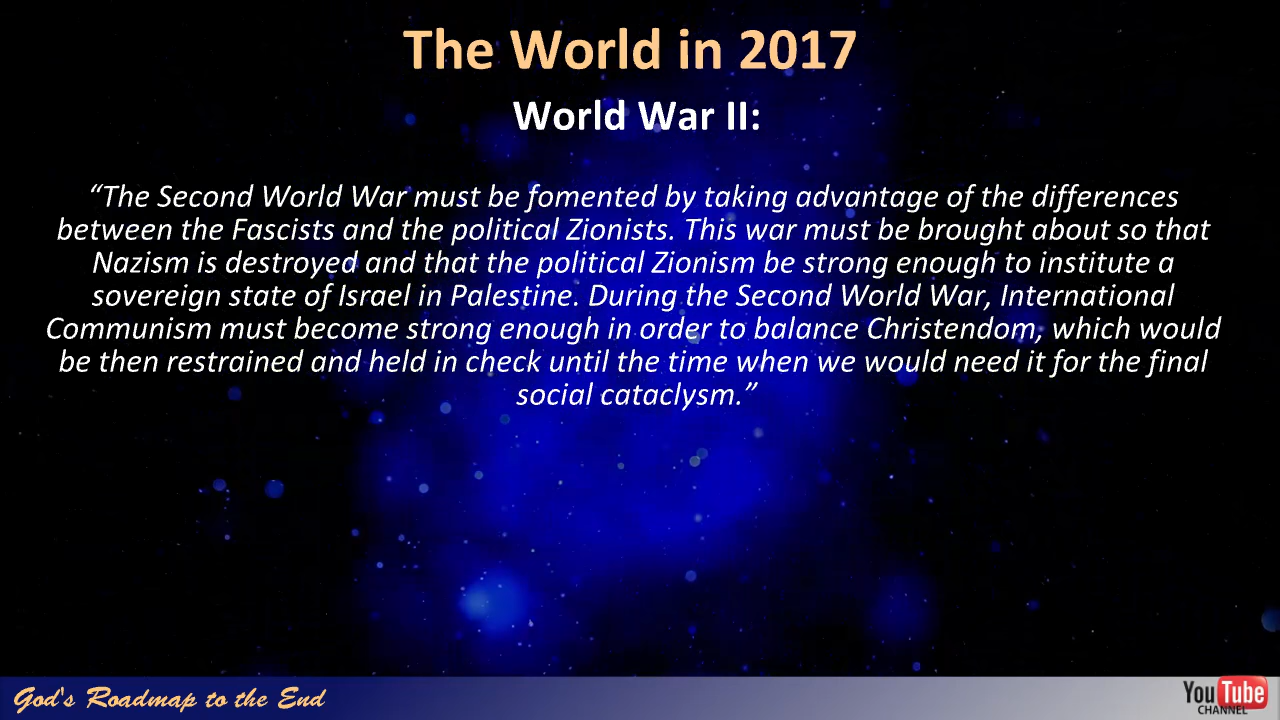 The World in 2017
World War II:
“The Second World War must be fomented by taking advantage of the differences
between the Fascists and the political Zionists. This war must be brought about so that
Nazism is destroyed and that the political Zionism be strong enough to institute a
sovereign state of Israel in Palestine. During the Second World War, International
Communism must become strong enough in order to balance Christendom, which would
be then restrained and held in check until the time when we would need it for the final
social cataclysm.”
God's Roadmap to the End
YouTube
CHANNEL